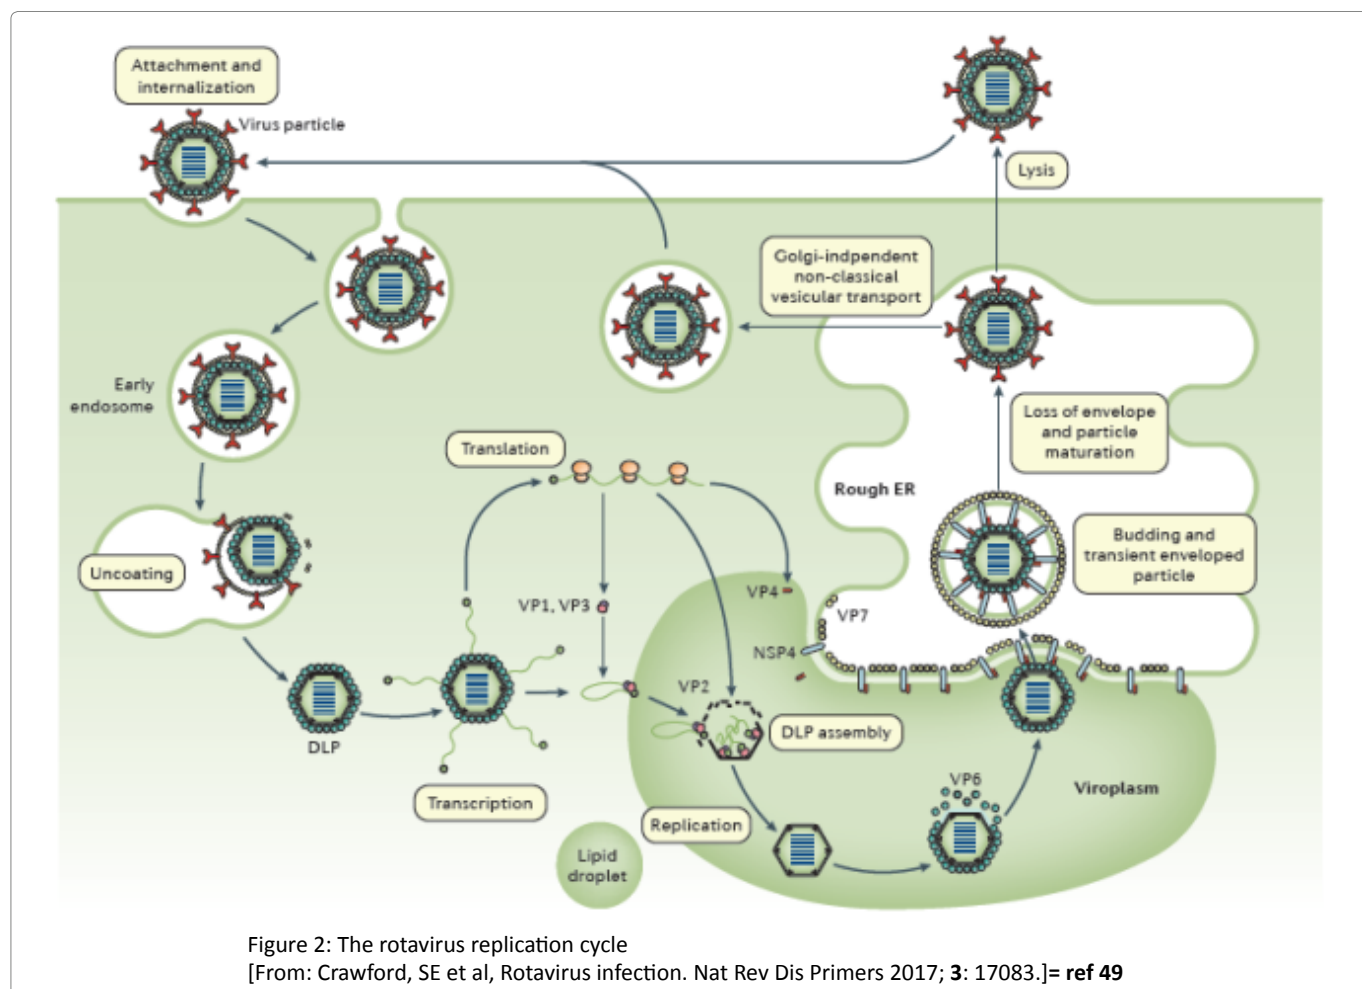 Attachment and
internalization
Virus particle
Lysis
Golgi-indpendent
non-classical
vesicular transport
Early
endosome
Translation
Loss of envelope
and particle
maturation
Rough ER
Budding and
transient enveloped
particle
Uncoating
VP1, VP3
VP4
VP7
NSP4
VP2
DLP
DLP assembly
Transcription
VP6
Viroplasm
Replication
Lipid
droplet
Figure 2: The rotavirus replication cycle
[From: Crawford, SE et al, Rotavirus infection. Nat Rev Dis Primers 2017; 3: 17083.]= ref 49